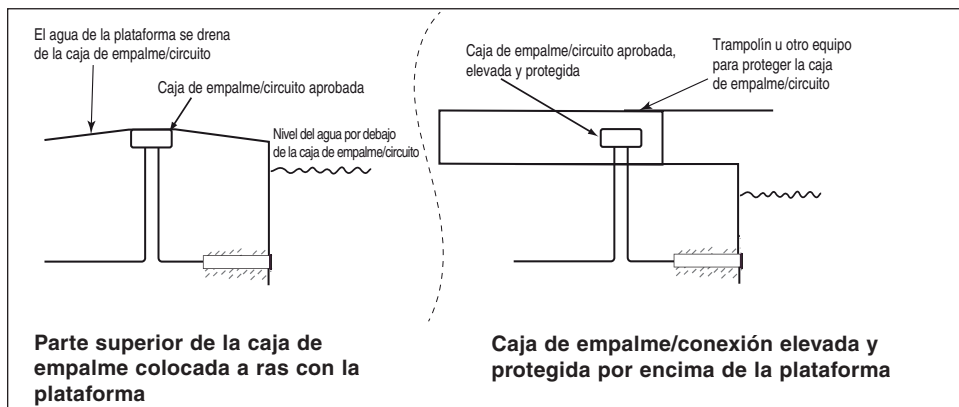 El agua de la plataforma se drena
de la caja de empalme/circuito
Caja de empalme/circuito aprobada
Nivel del agua por debajo
de la caja de empalme/circuito
Parte superior de la caja de
empalme colocada a ras con la
plataforma
Caja de empalme/circuito aprobada,
elevada y protegida
Trampolín u otro equipo
para proteger la caja
de empalme/circuito
Caja de empalme/conexión elevada y
protegida por encima de la plataforma